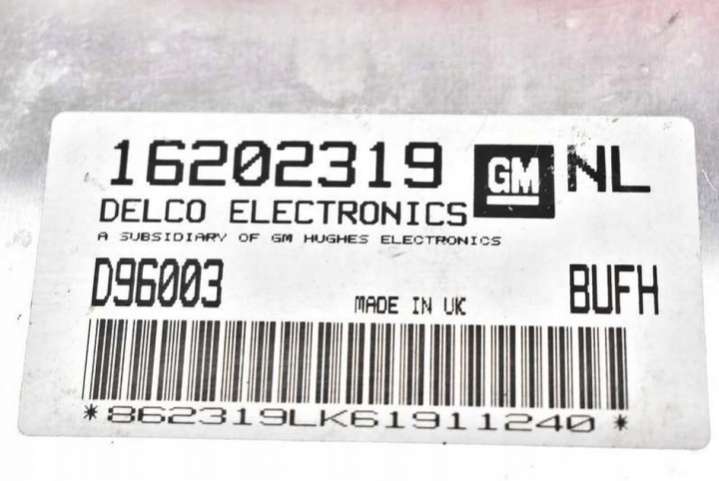 16202319 GM NL
DELCO ELECTRONICS
A SUBSIDIARY OF GM HUGHES ELECTRONICS
D96003 MADE IN UK BUFH
*862319LK61911240*